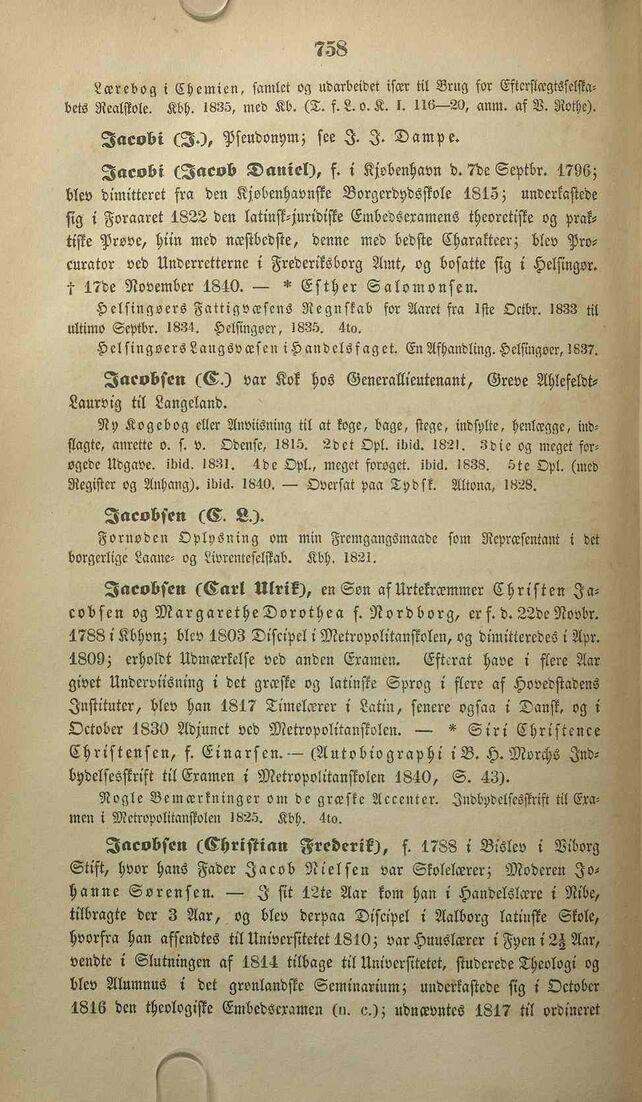 758
Lærebog i Chemien, samlet og udarbeidet især til Brug for Efterslægtsselska-
bets Realskole. Kbh. 1835, med Kb. (T. f. L. o. K. I. 116—20, anm. af V. Rothe).
Jacobi (J.), Pseudonym; see J. J. Dampe.
Jacobi (Jacob Daniel), f. i Kjøbenhavn d. 7de Septbr. 1796;
blev dimitteret fra den Kjøbenhavnske Borgerdydsskole 1815; underkastede
sig i Foraaret 1822 den latinsk-juridiske Embedsexamens theoretiske og prak-
tiske Prøve, hiin med næstbedste, denne med bedste Charakteer; blev Pro-
curator ved Underretterne i Frederiksborg Amt, og bosatte sig i Helsingør.
† 17de November 1840. — * Esther Salomonsen.
Helsingøers Fattigvæsens Regnskab for Aaret fra 1ste Octbr. 1833 til
ultimo Septbr. 1834. Helsingøer, 1835. 4to.
Helsingøers Laugsvæsen i Handelsfaget. En Afhandling. Helsingøer, 1837.
Jacobsen (C.) var Kok hos Generallieutenant, Greve Ahlefeldt-
Laurvig til Langeland.
Ny Kogebog eller Anviisning til at koge, bage, stege, indsylte, henlægge, ind-
slagte, anrette o. s. v. Odense, 1815. 2det Opl. ibid. 1821. 3die og meget for-
øgede Udgave. ibid. 1831. 4de Opl., meget forøget. ibid. 1838. 5te Opl. (med
Register og Anhang). ibid. 1840. — Oversat paa Tydsk. Altona, 1828.
Jacobsen (C. L.).
Fornøden Oplysning om min Fremgangsmaade som Repræsentant i det
borgerlige Laane- og Livrenteselskab. Kbh. 1821.
Jacobsen (Carl Ulrik), en Søn af Urtekræmmer Christen Ja-
cobsen og Margarethe Dorothea f. Nordborg, er f. d. 22de Novbr.
1788 i Kbhvn; blev 1803 Discipel i Metropolitanskolen, og dimitteredes i Apr.
1809; erholdt Udmærkelse ved anden Examen. Efterat have i flere Aar
givet Underviisning i det græske og latinske Sprog i flere af Hovedstadens
Instituter, blev han 1817 Timelærer i Latin, senere ogsaa i Dansk, og i
October 1830 Adjunct ved Metropolitanskolen. — * Siri Christence
Christensen, f. Einarsen. — (Autobiographi i B. H. Morchs Ind-
bydelsesskrift til Examen i Metropolitanskolen 1840, S. 43).
Nogle Bemærkninger om de græske Accenter. Indbydelsesskrift til Exa-
men i Metropolitanskolen 1825. Kbh. 4to.
Jacobsen (Christian Frederik), f. 1788 i Bislev i Viborg
Stift, hvor hans Fader Jacob Nielsen var Skolelærer; Moderen Jo-
hanne Sørensen. — I sit 12te Aar kom han i Handelslære i Nibe,
tilbragte der 3 Aar, og blev derpaa Discipel i Aalborg latinske Skole,
hvorfra han afsendtes til Universitetet 1810; var Huuslærer i Fyen i 2½ Aar,
vendte i Slutningen af 1814 tilbage til Universitetet, studerede Theologi og
blev Alumnus i det grønlandske Seminarium; underkastede sig i October
1816 den theologiske Embedsexamen (n. c.); udnævntes 1817 til ordineret